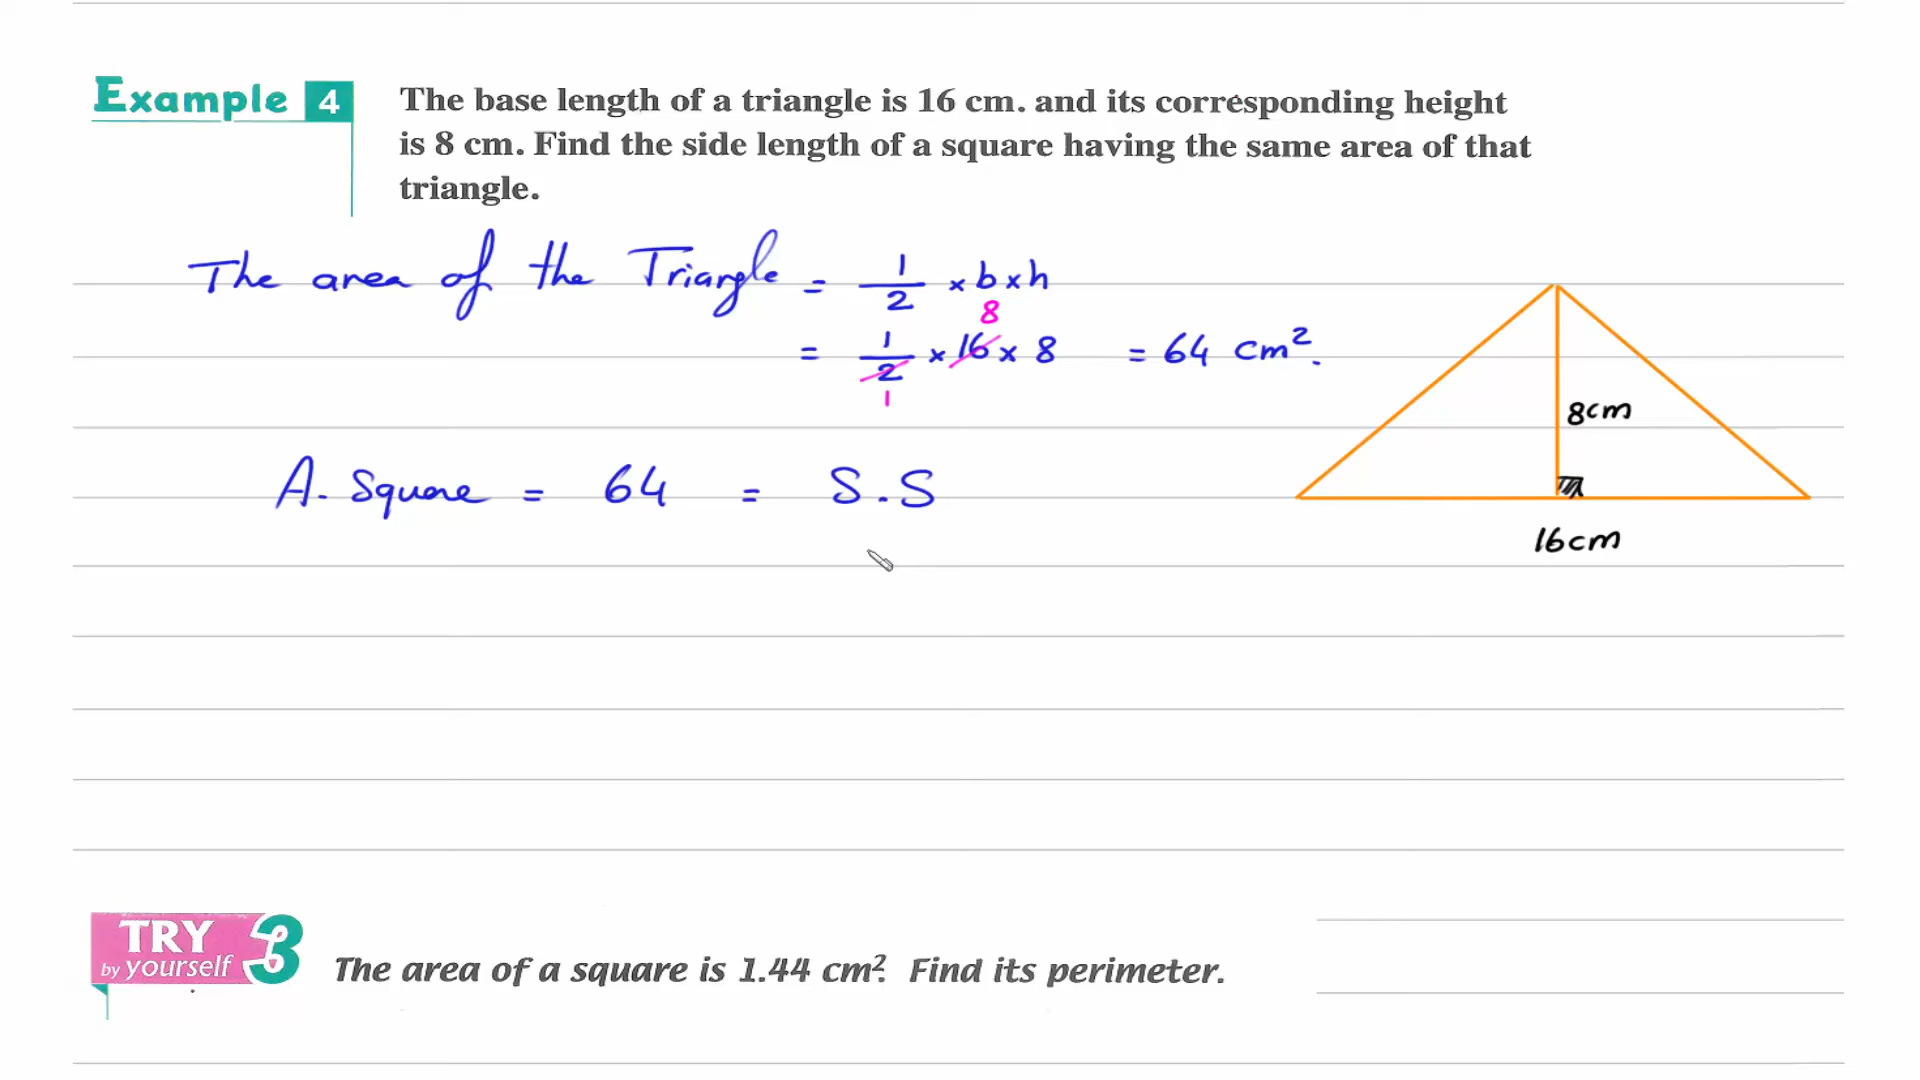 Example 4 The base length of a triangle is 16 cm. and its corresponding height
is 8 cm. Find the side length of a square having the same area of that
triangle.
The area of the Triangle = 1/2 × b × h
8
= 1/2 × 16 × 8 = 64 cm².
1
8cm
A. Square = 64 = S . S
16cm
TRY 3
by yourself The area of a square is 1.44 cm². Find its perimeter.